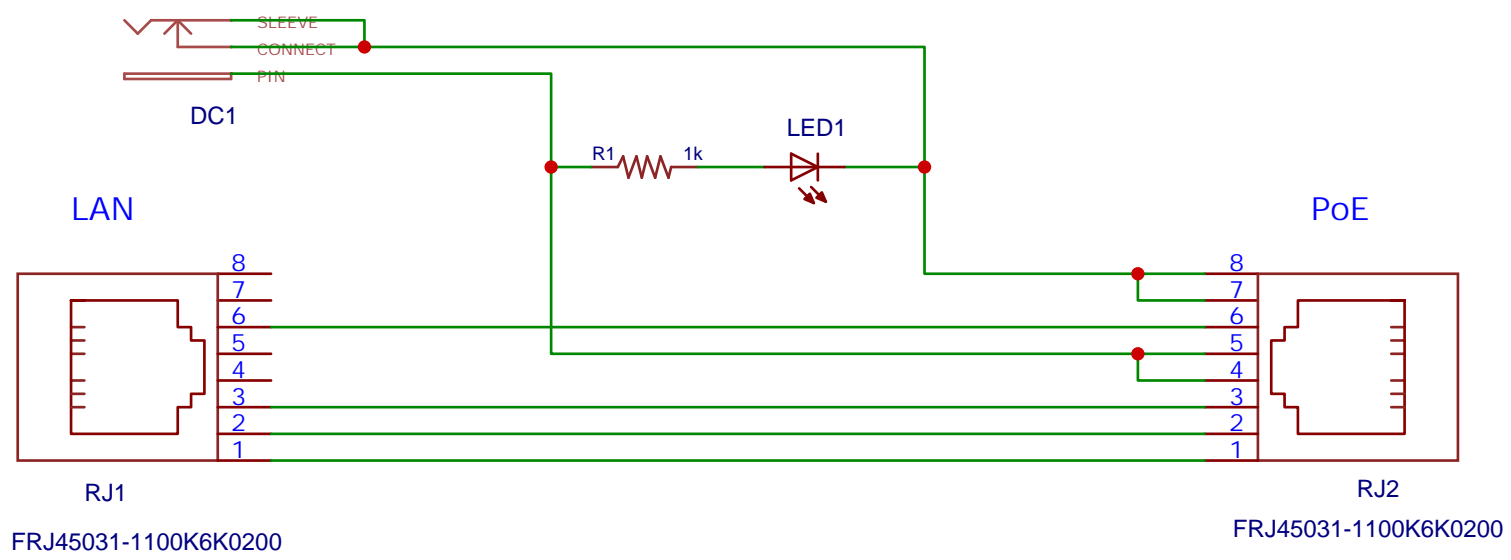 SLEEVE
CONNECT
PIN
DC1
LED1
R1 1k
LAN
PoE
8
7
6
5
4
3
2
1
8
7
6
5
4
3
2
1
RJ1
RJ2
FRJ45031-1100K6K0200
FRJ45031-1100K6K0200